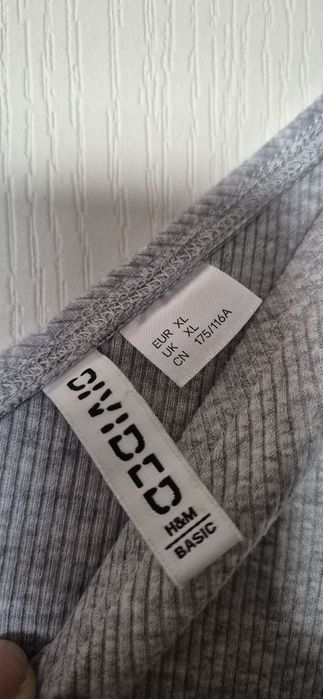 EUR XL
UK XL
CN 175/116A
DIVIDED
H&M
BASIC